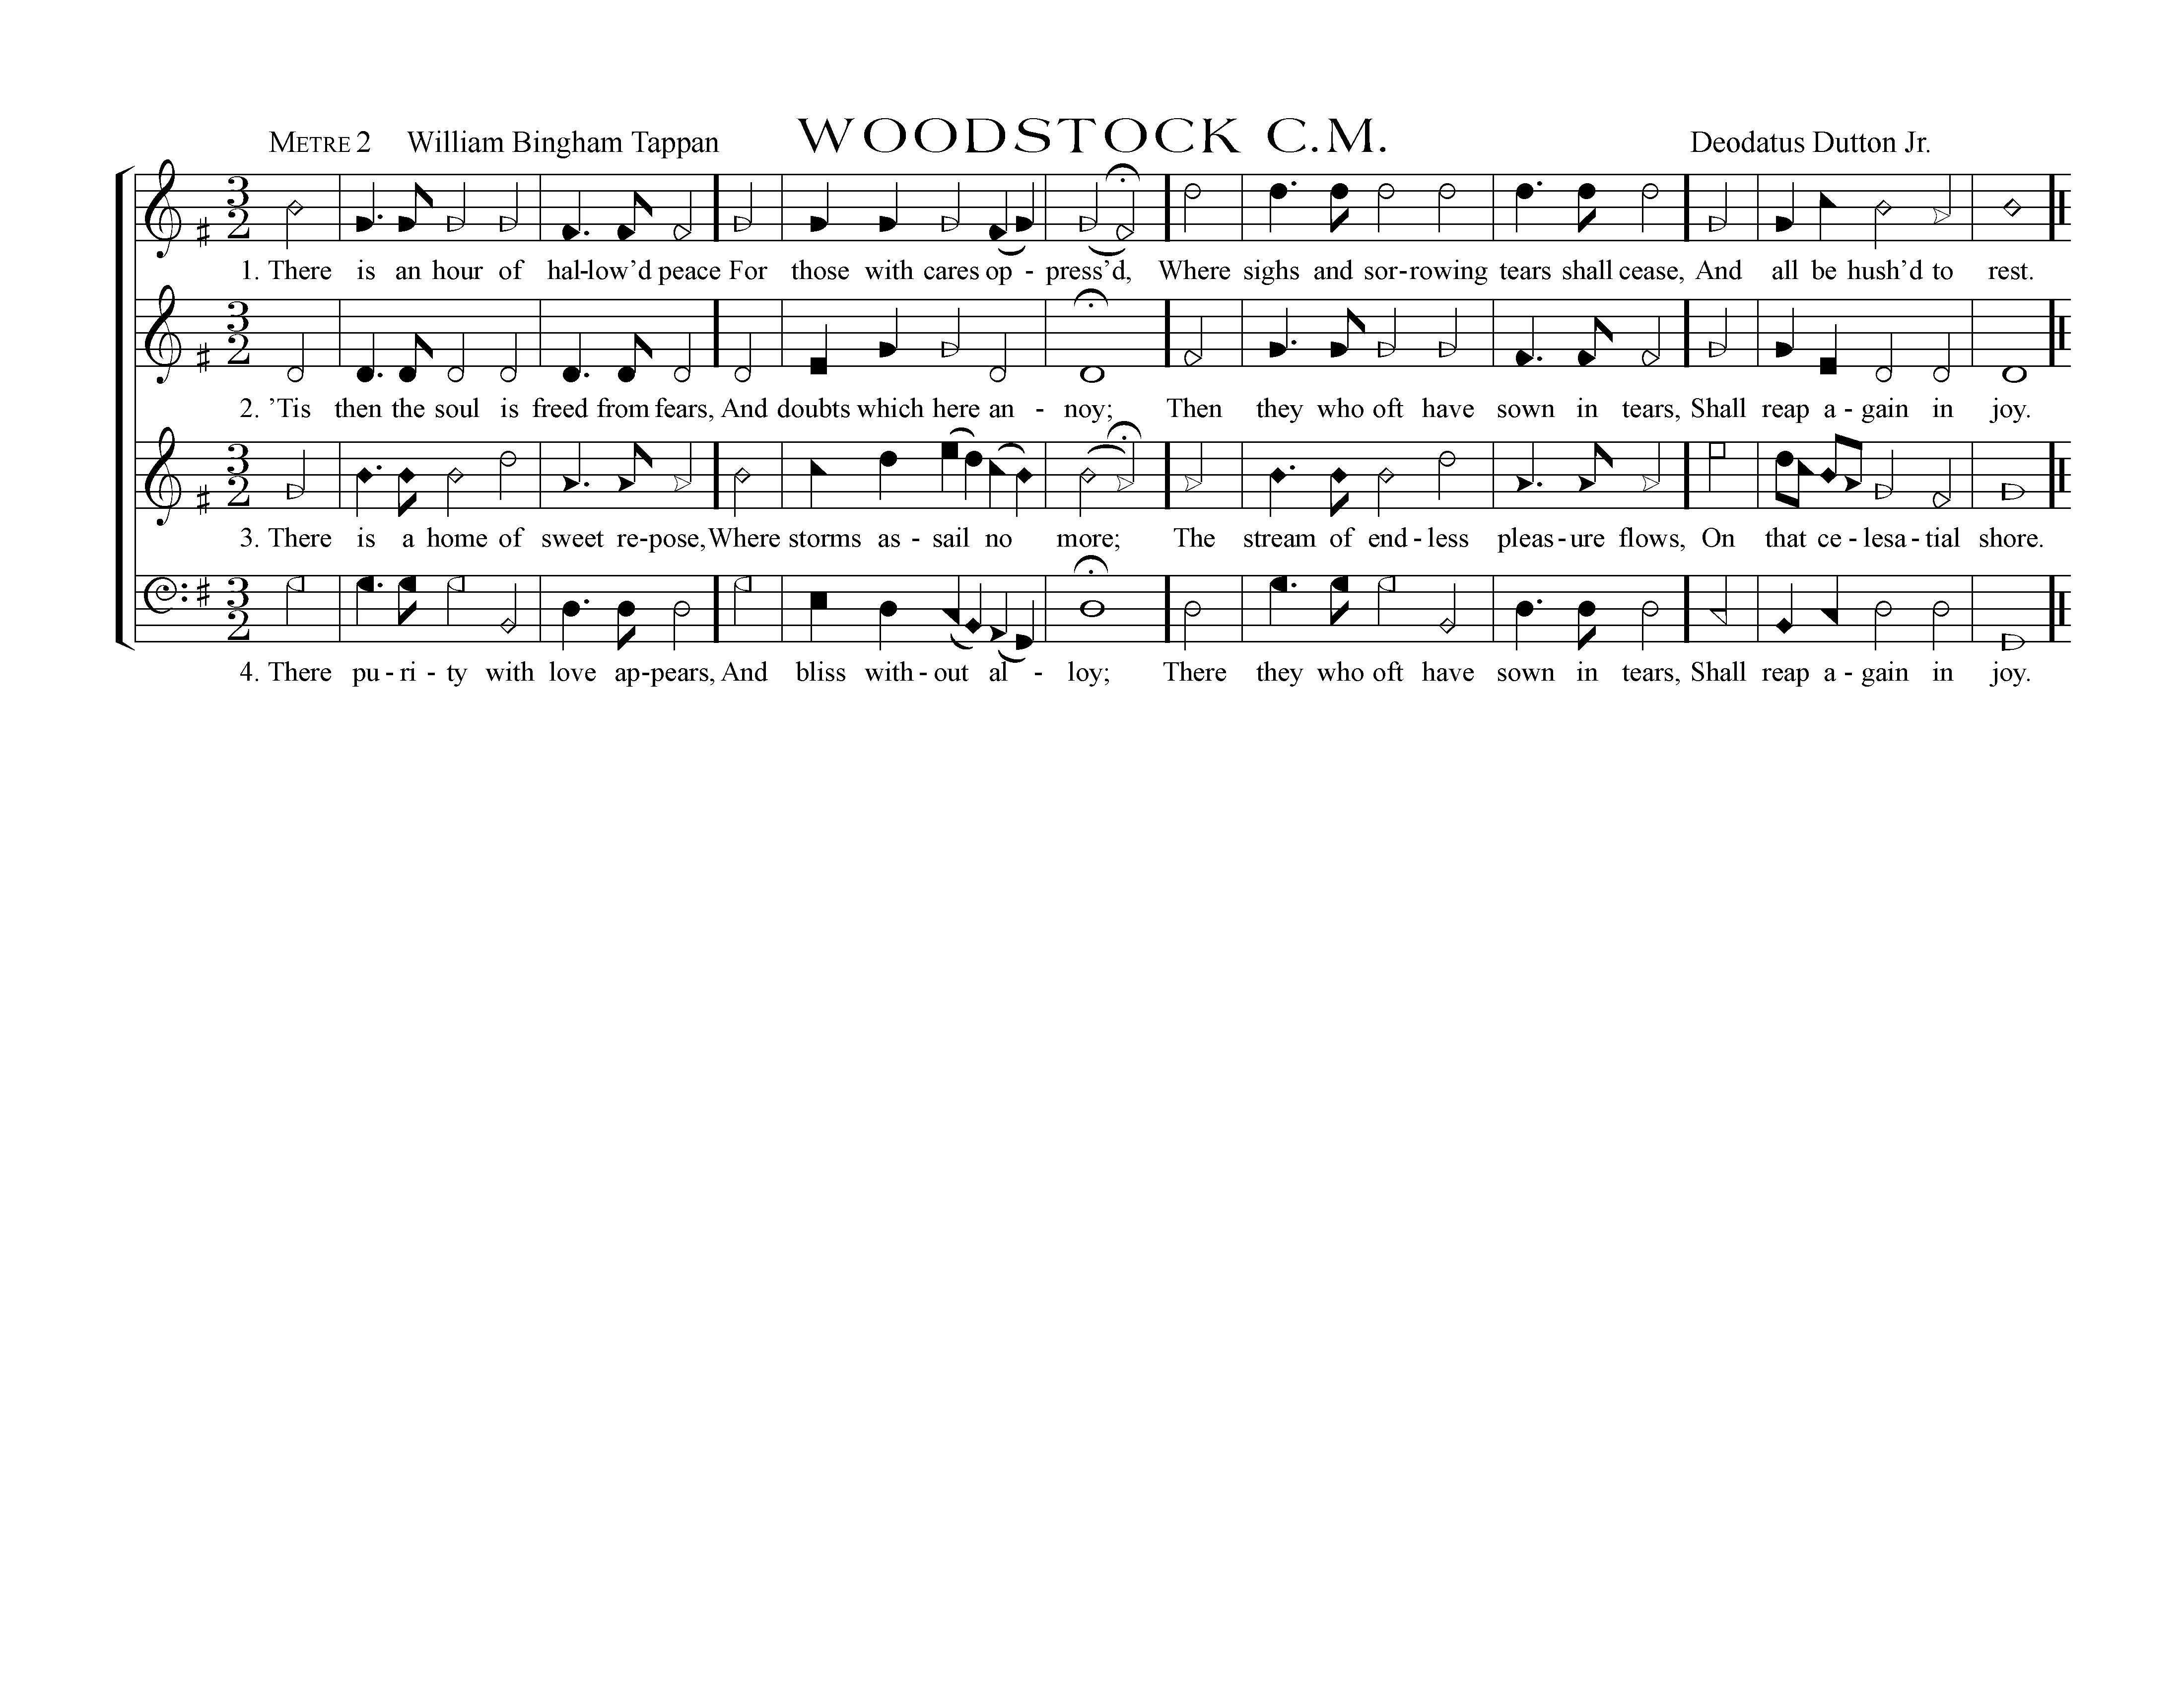 METRE 2 William Bingham Tappan WOODSTOCK C.M. Deodatus Dutton Jr.
3 2
1. There is an hour of hal-low’d peace For those with cares op - press’d, Where sighs and sor-rowing tears shall cease, And all be hush’d to rest.
3 2
2. ’Tis then the soul is freed from fears, And doubts which here an - noy; Then they who oft have sown in tears, Shall reap a - gain in joy.
3 2
3. There is a home of sweet re-pose, Where storms as - sail no more; The stream of end - less pleas - ure flows, On that ce - lesa - tial shore.
3 2
4. There pu - ri - ty with love ap-pears, And bliss with - out al - loy; There they who oft have sown in tears, Shall reap a - gain in joy.